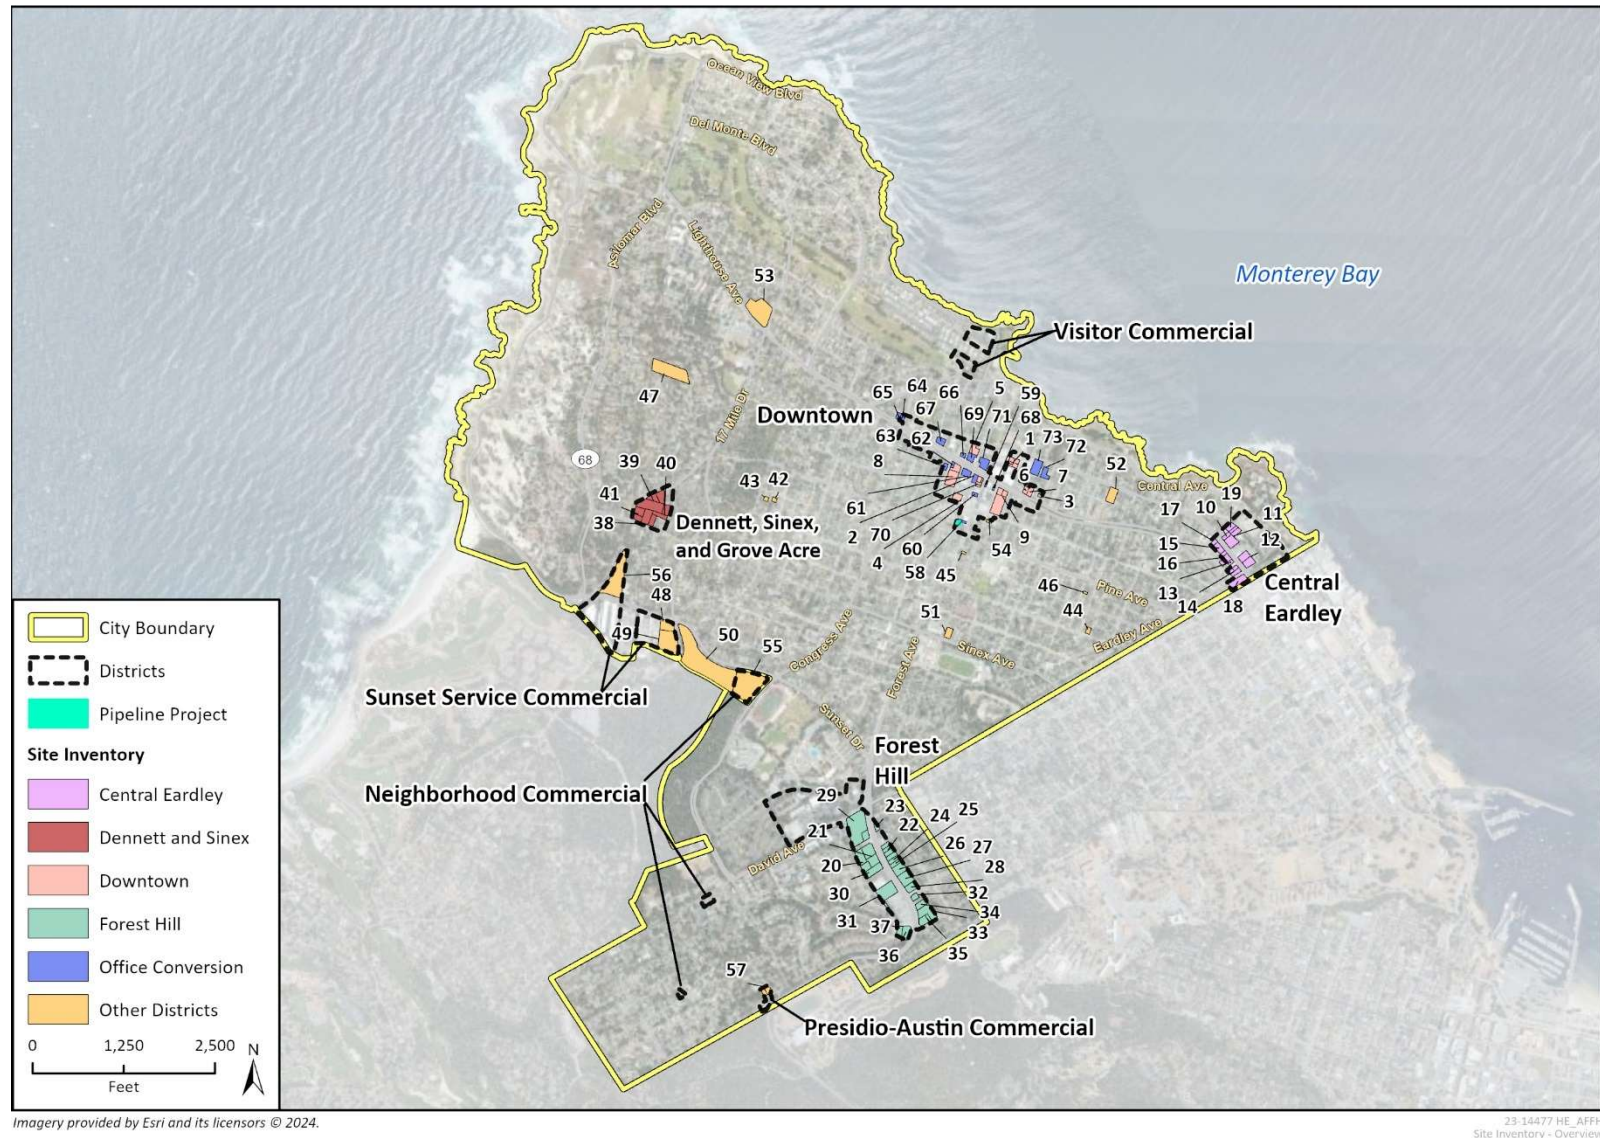 Ocean View Blvd
Del Monte Blvd
Asilomar Blvd
Lighthouse Ave
Monterey Bay
53
Visitor Commercial
47
17 Mile Dr
Downtown
65 64 66 5 59
67 69 71 68
63 62 1 73 72
8 6 7 52
Central Ave
3
61
2 70 9
4 60 54
58 45
68
39 40
43 42
41
38
Dennett, Sinex,
and Grove Acre
19
17 10 11
15 12
16
13
14 18
Central
Eardley
46 Pine Ave
44
Eardley Ave
56
48
49 50
51
55
Congress Ave
Forest Ave
Sinex Ave
Sunset Service Commercial
Sunset Dr
Forest
Hill
Neighborhood Commercial
29 23 25
24
21 22
26 27
20 28
30 32
31 37 34
33
36 35
David Ave
57
Presidio-Austin Commercial
City Boundary
Districts
Pipeline Project
Site Inventory
Central Eardley
Dennett and Sinex
Downtown
Forest Hill
Office Conversion
Other Districts
0 1,250 2,500
Feet
N
Imagery provided by Esri and its licensors © 2024.
23-14477 HE_AFFH
Site Inventory - Overview